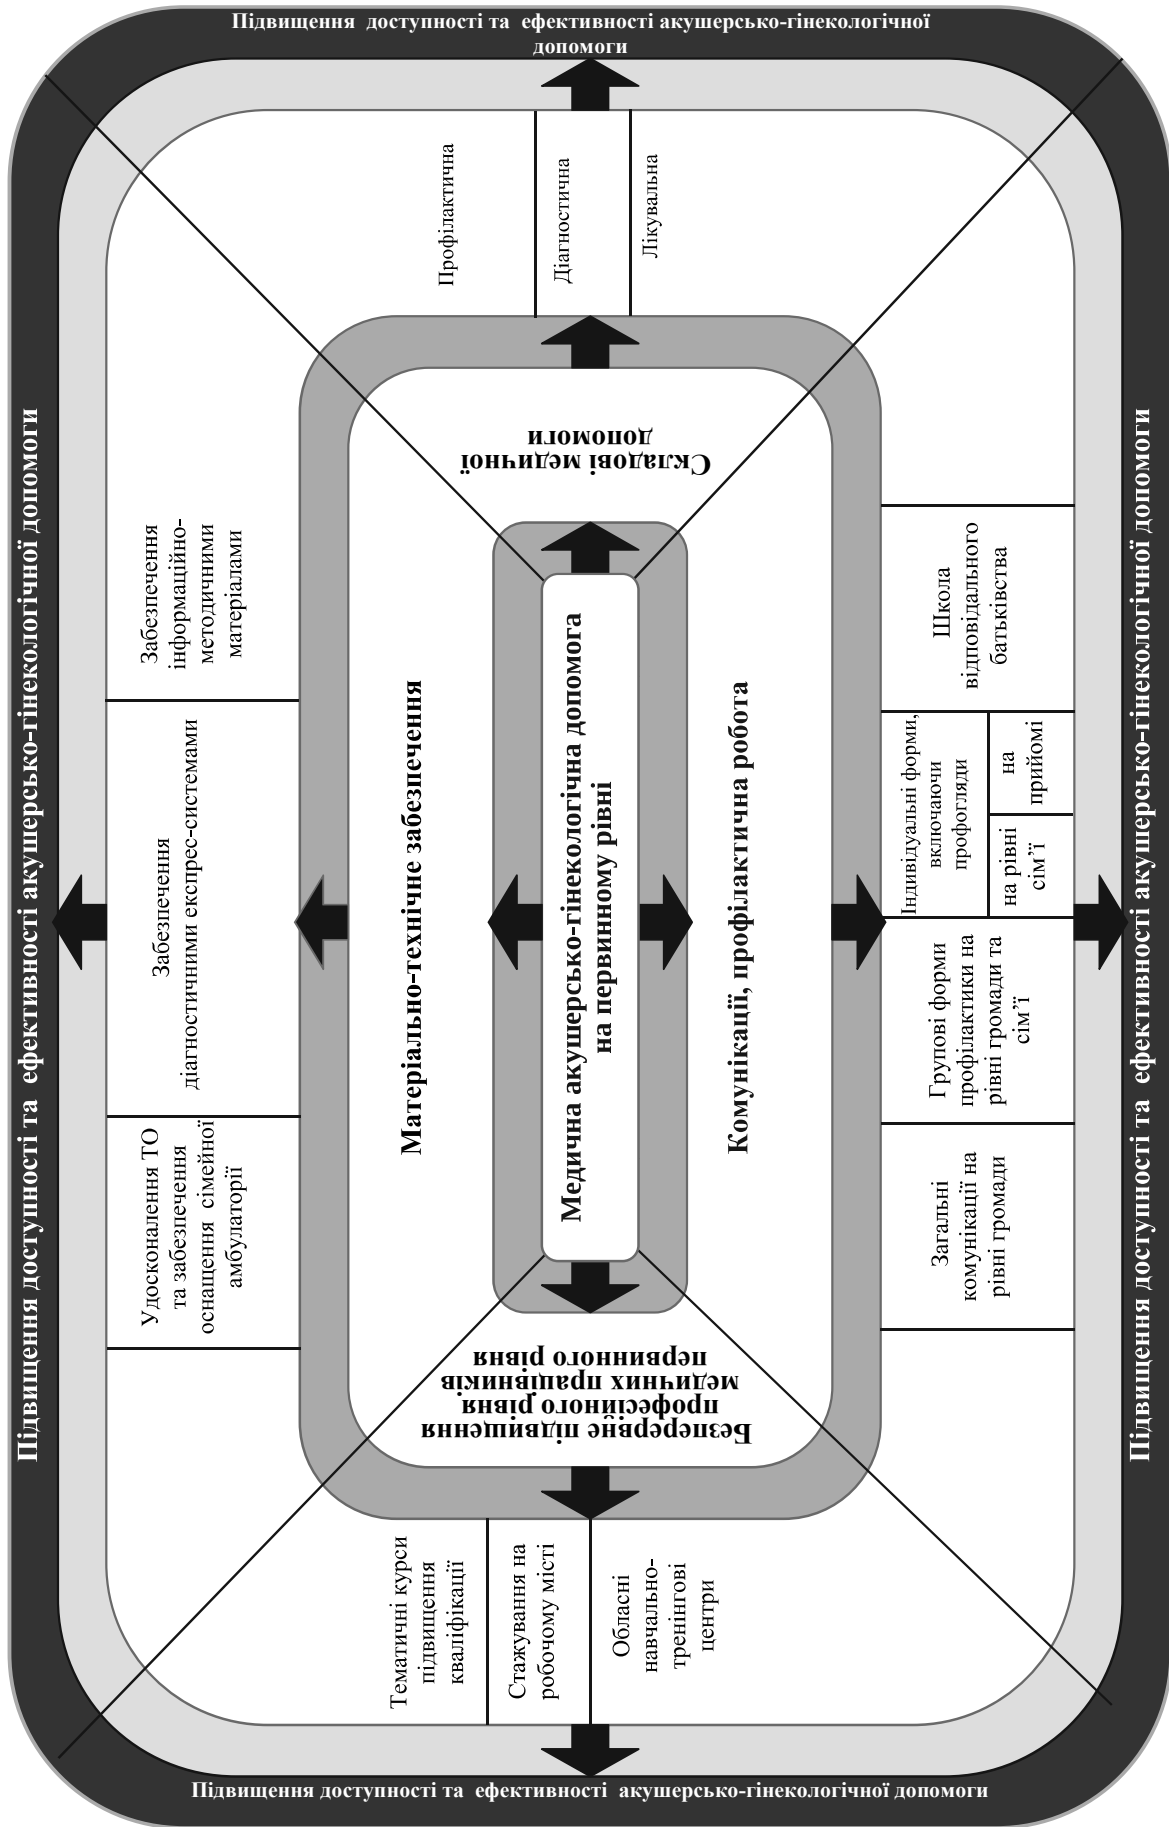 Підвищення доступності та ефективності акушерсько-гінекологічної
допомоги
Підвищення доступності та ефективності акушерсько-гінекологічної допомоги
Забезпечення
інформаційно-
методичними
матеріалами
Забезпечення
діагностичними експрес-системами
Удосконалення ТО
та забезпечення
оснащення сімейної
амбулаторії
Профілактична
Діагностична
Лікувальна
Складові медичної
допомоги
Матеріально-технічне забезпечення
Медична акушерсько-гінекологічна допомога
на первинному рівні
Комунікації, профілактична робота
Безперервне підвищення
професійного рівня
медичних працівників
первинного рівня
Тематичні курси
підвищення
кваліфікації
Стажування на
робочому місті
Обласні
навчально-
тренінгові
центри
Загальні
комунікації на
рівні громади
Групові форми
профілактики на
рівні громади та
сім’ї
Індивідуальні форми,
включаючи
профогляди
на рівні
сім’ї
на
прийомі
Школа
відповідального
батьківства
Підвищення доступності та ефективності акушерсько-гінекологічної допомоги
Підвищення доступності та ефективності акушерсько-гінекологічної допомоги